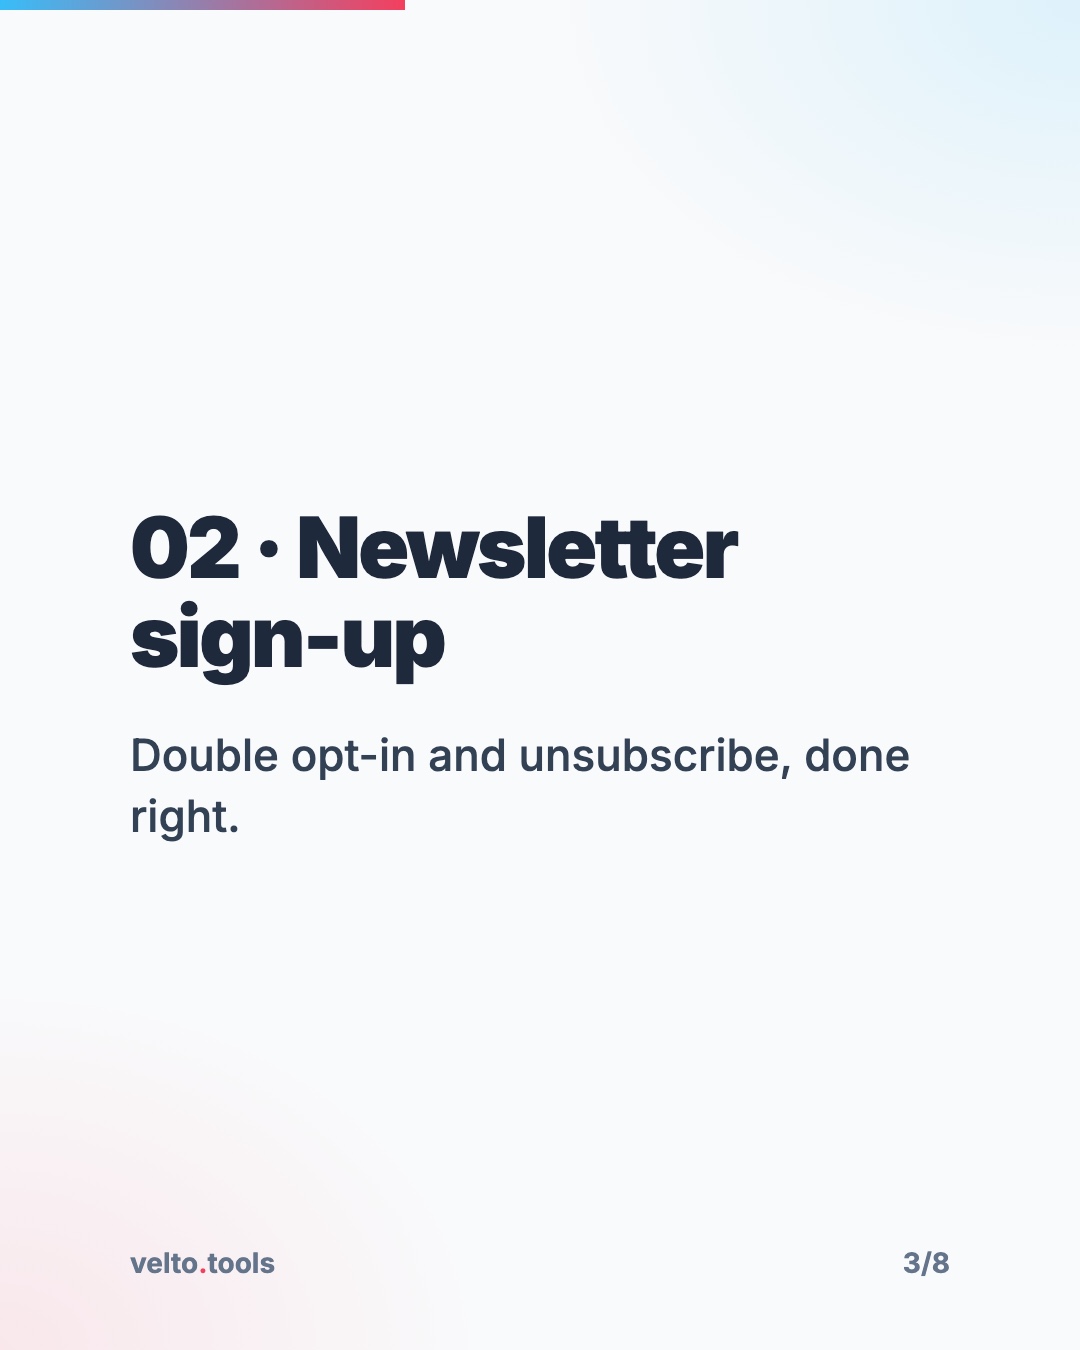 02 · Newsletter
sign-up
Double opt-in and unsubscribe, done
right.
velto.tools
3/8